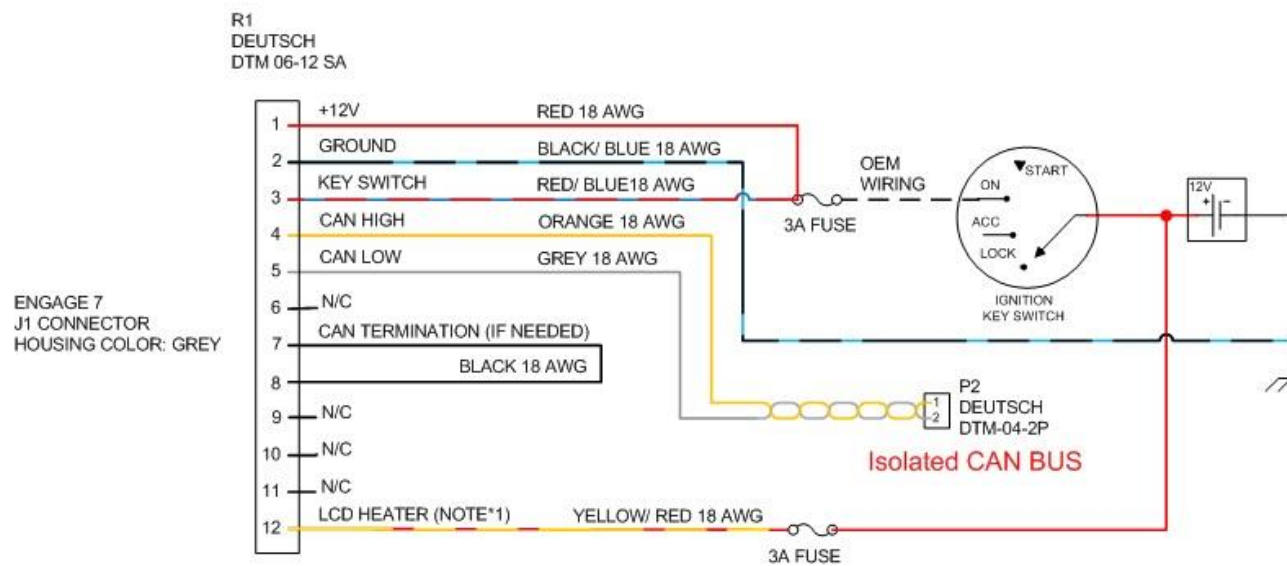 R1
DEUTSCH
DTM 06-12 SA
ENGAGE 7
J1 CONNECTOR
HOUSING COLOR: GREY
1
+12V
RED 18 AWG
2
GROUND
BLACK/ BLUE 18 AWG
3
KEY SWITCH
RED/ BLUE18 AWG
4
CAN HIGH
ORANGE 18 AWG
5
CAN LOW
GREY 18 AWG
6
N/C
7
CAN TERMINATION (IF NEEDED)
BLACK 18 AWG
8
9
N/C
10
N/C
11
N/C
12
LCD HEATER (NOTE*1)
YELLOW/ RED 18 AWG
3A FUSE
OEM
WIRING
3A FUSE
START
ON
ACC
LOCK
IGNITION
KEY SWITCH
12V
+ -
1
2
P2
DEUTSCH
DTM-04-2P
Isolated CAN BUS